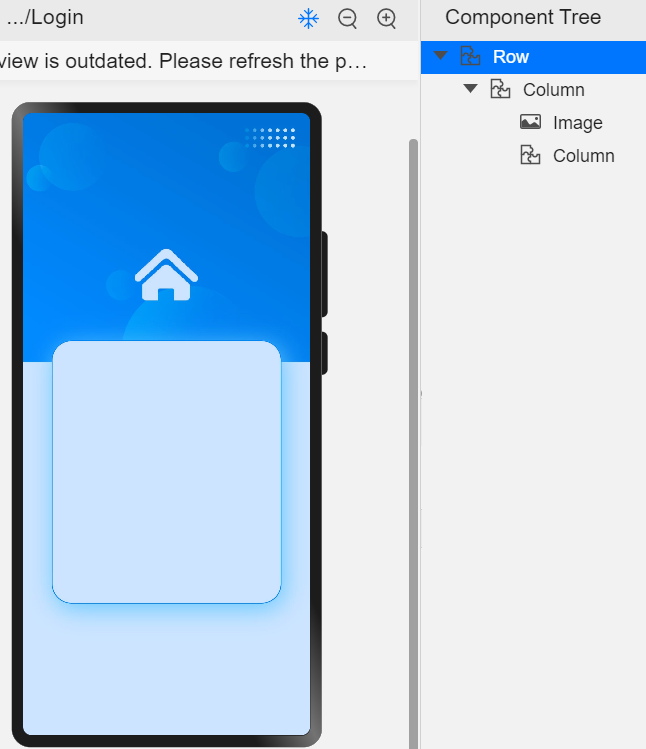 .../Login
view is outdated. Please refresh the p...
Component Tree
Row
Column
Image
Column